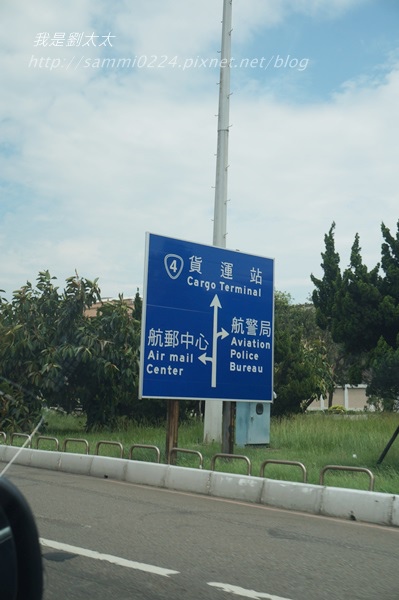 我是劉太太
http://sammi0224.pixnet.net/blog
4 貨運站
Cargo Terminal
航郵中心
Air mail
Center
航警局
Aviation
Police
Bureau